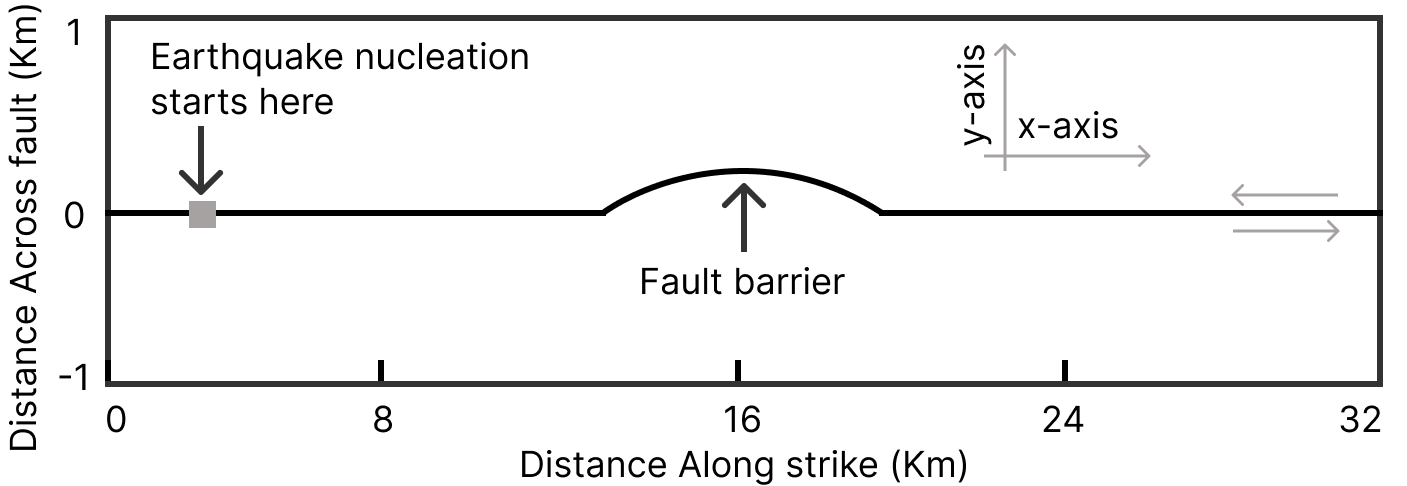 1
Earthquake nucleation
starts here
y-axis
x-axis
Distance Across fault (Km)
0
Fault barrier
-1
0
8
16
24
32
Distance Along strike (Km)